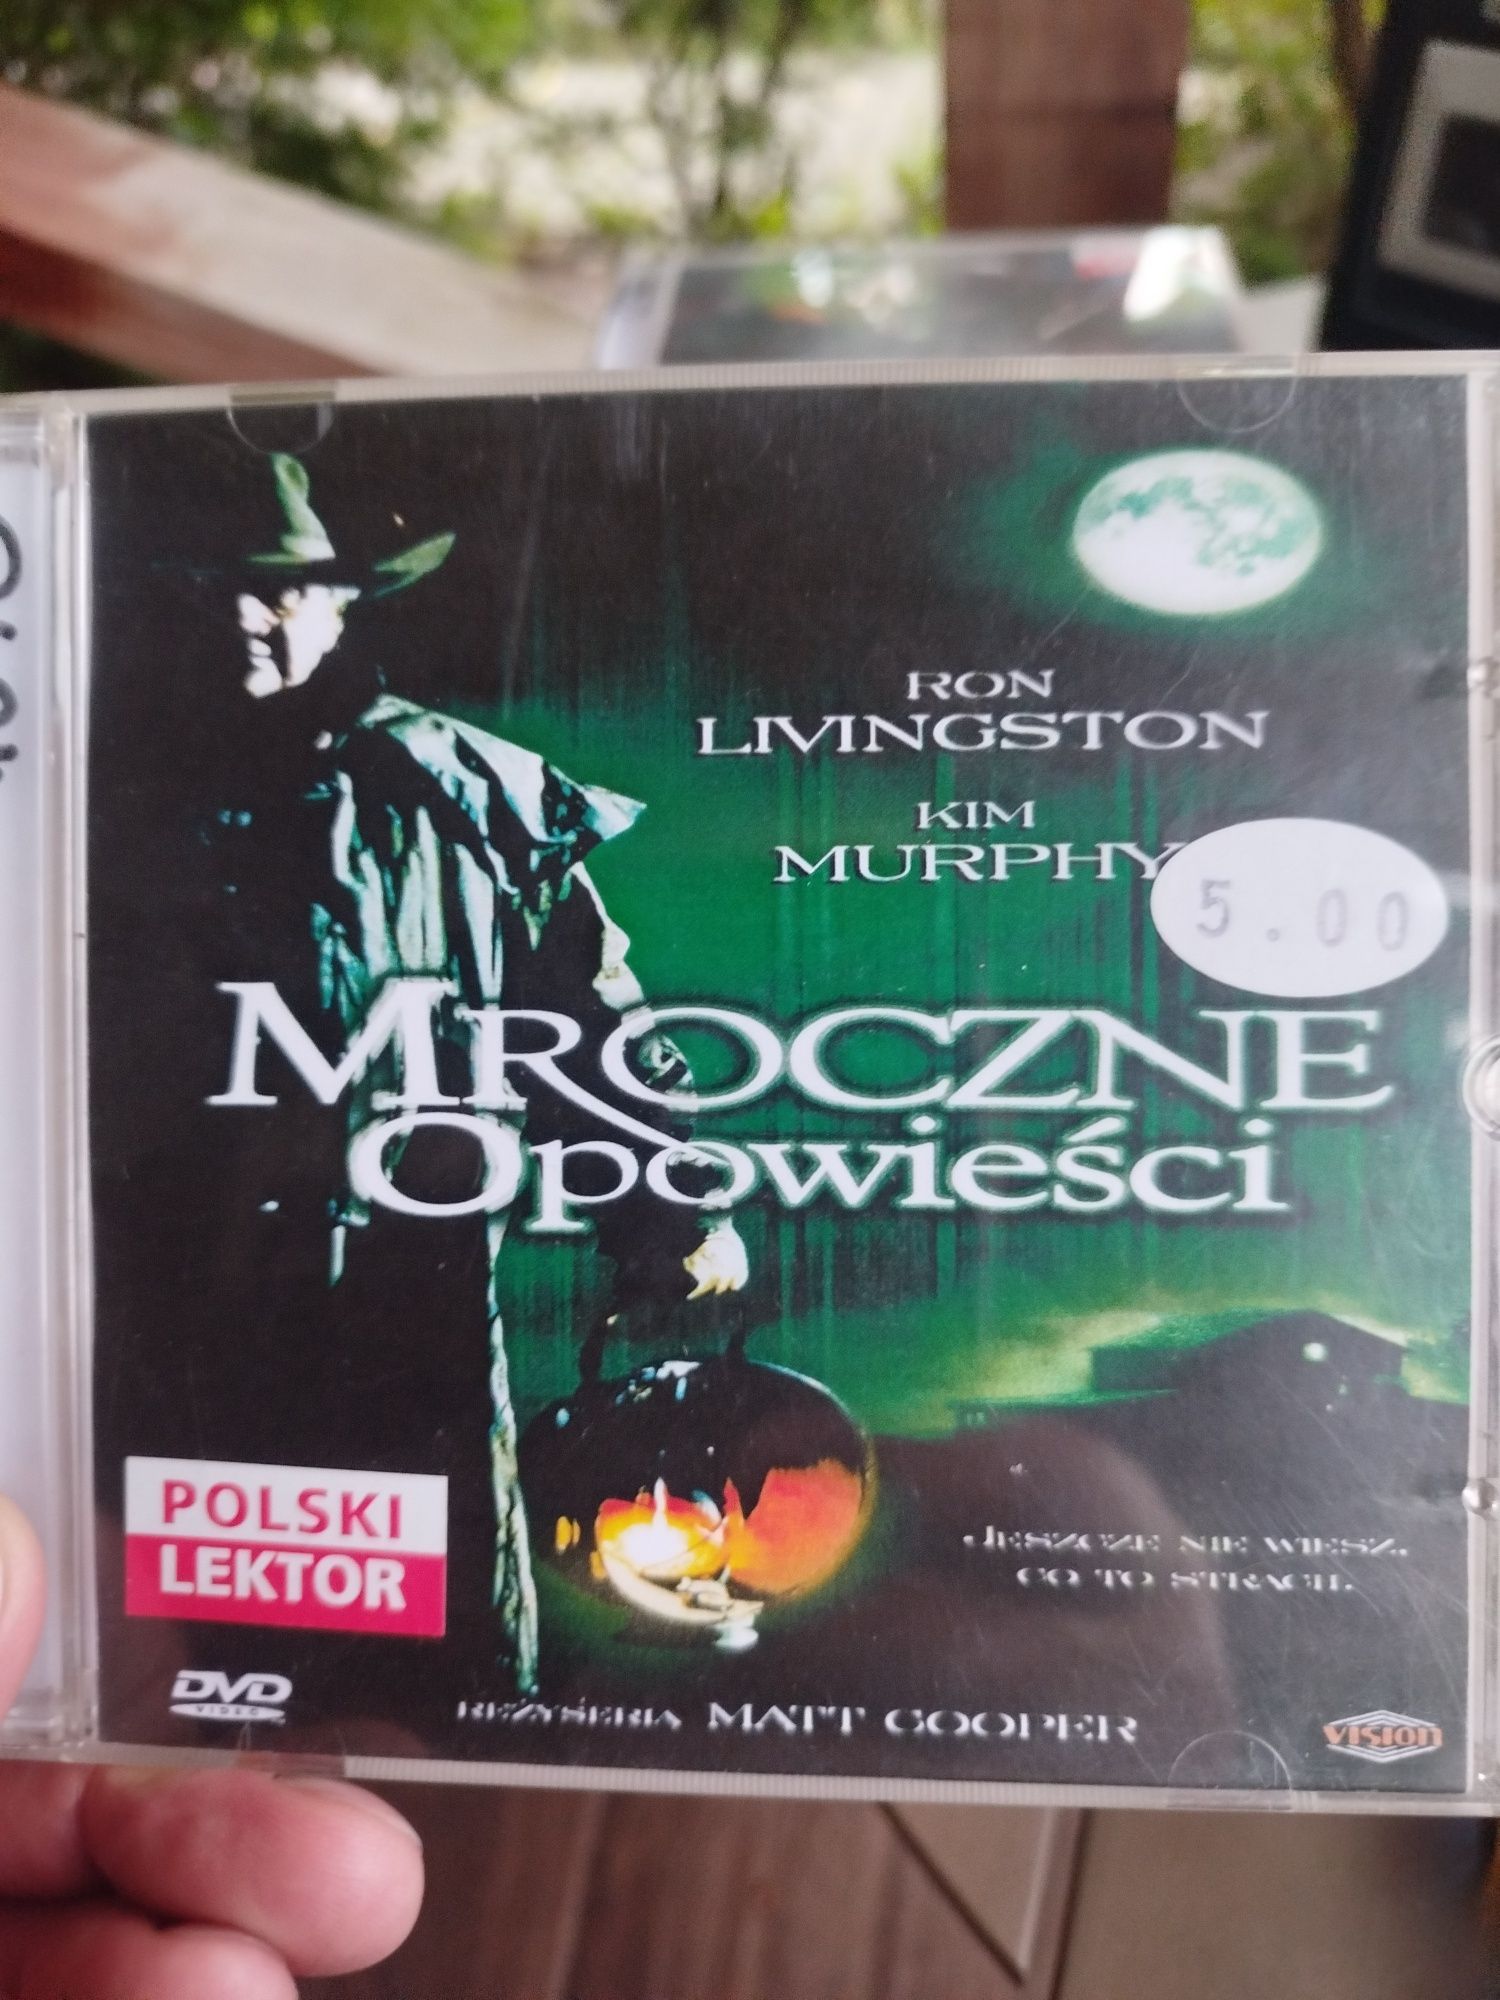 RON
LIVINGSTON
KIM
MURPHY
5.00
MROCZNE
OPOWIEŚCI
POLSKI
LEKTOR
JESZCZE NIE WIESZ,
CO TO STRACH.
DVD
VIDEO
REŻYSERIA MATT COOPER
VISION